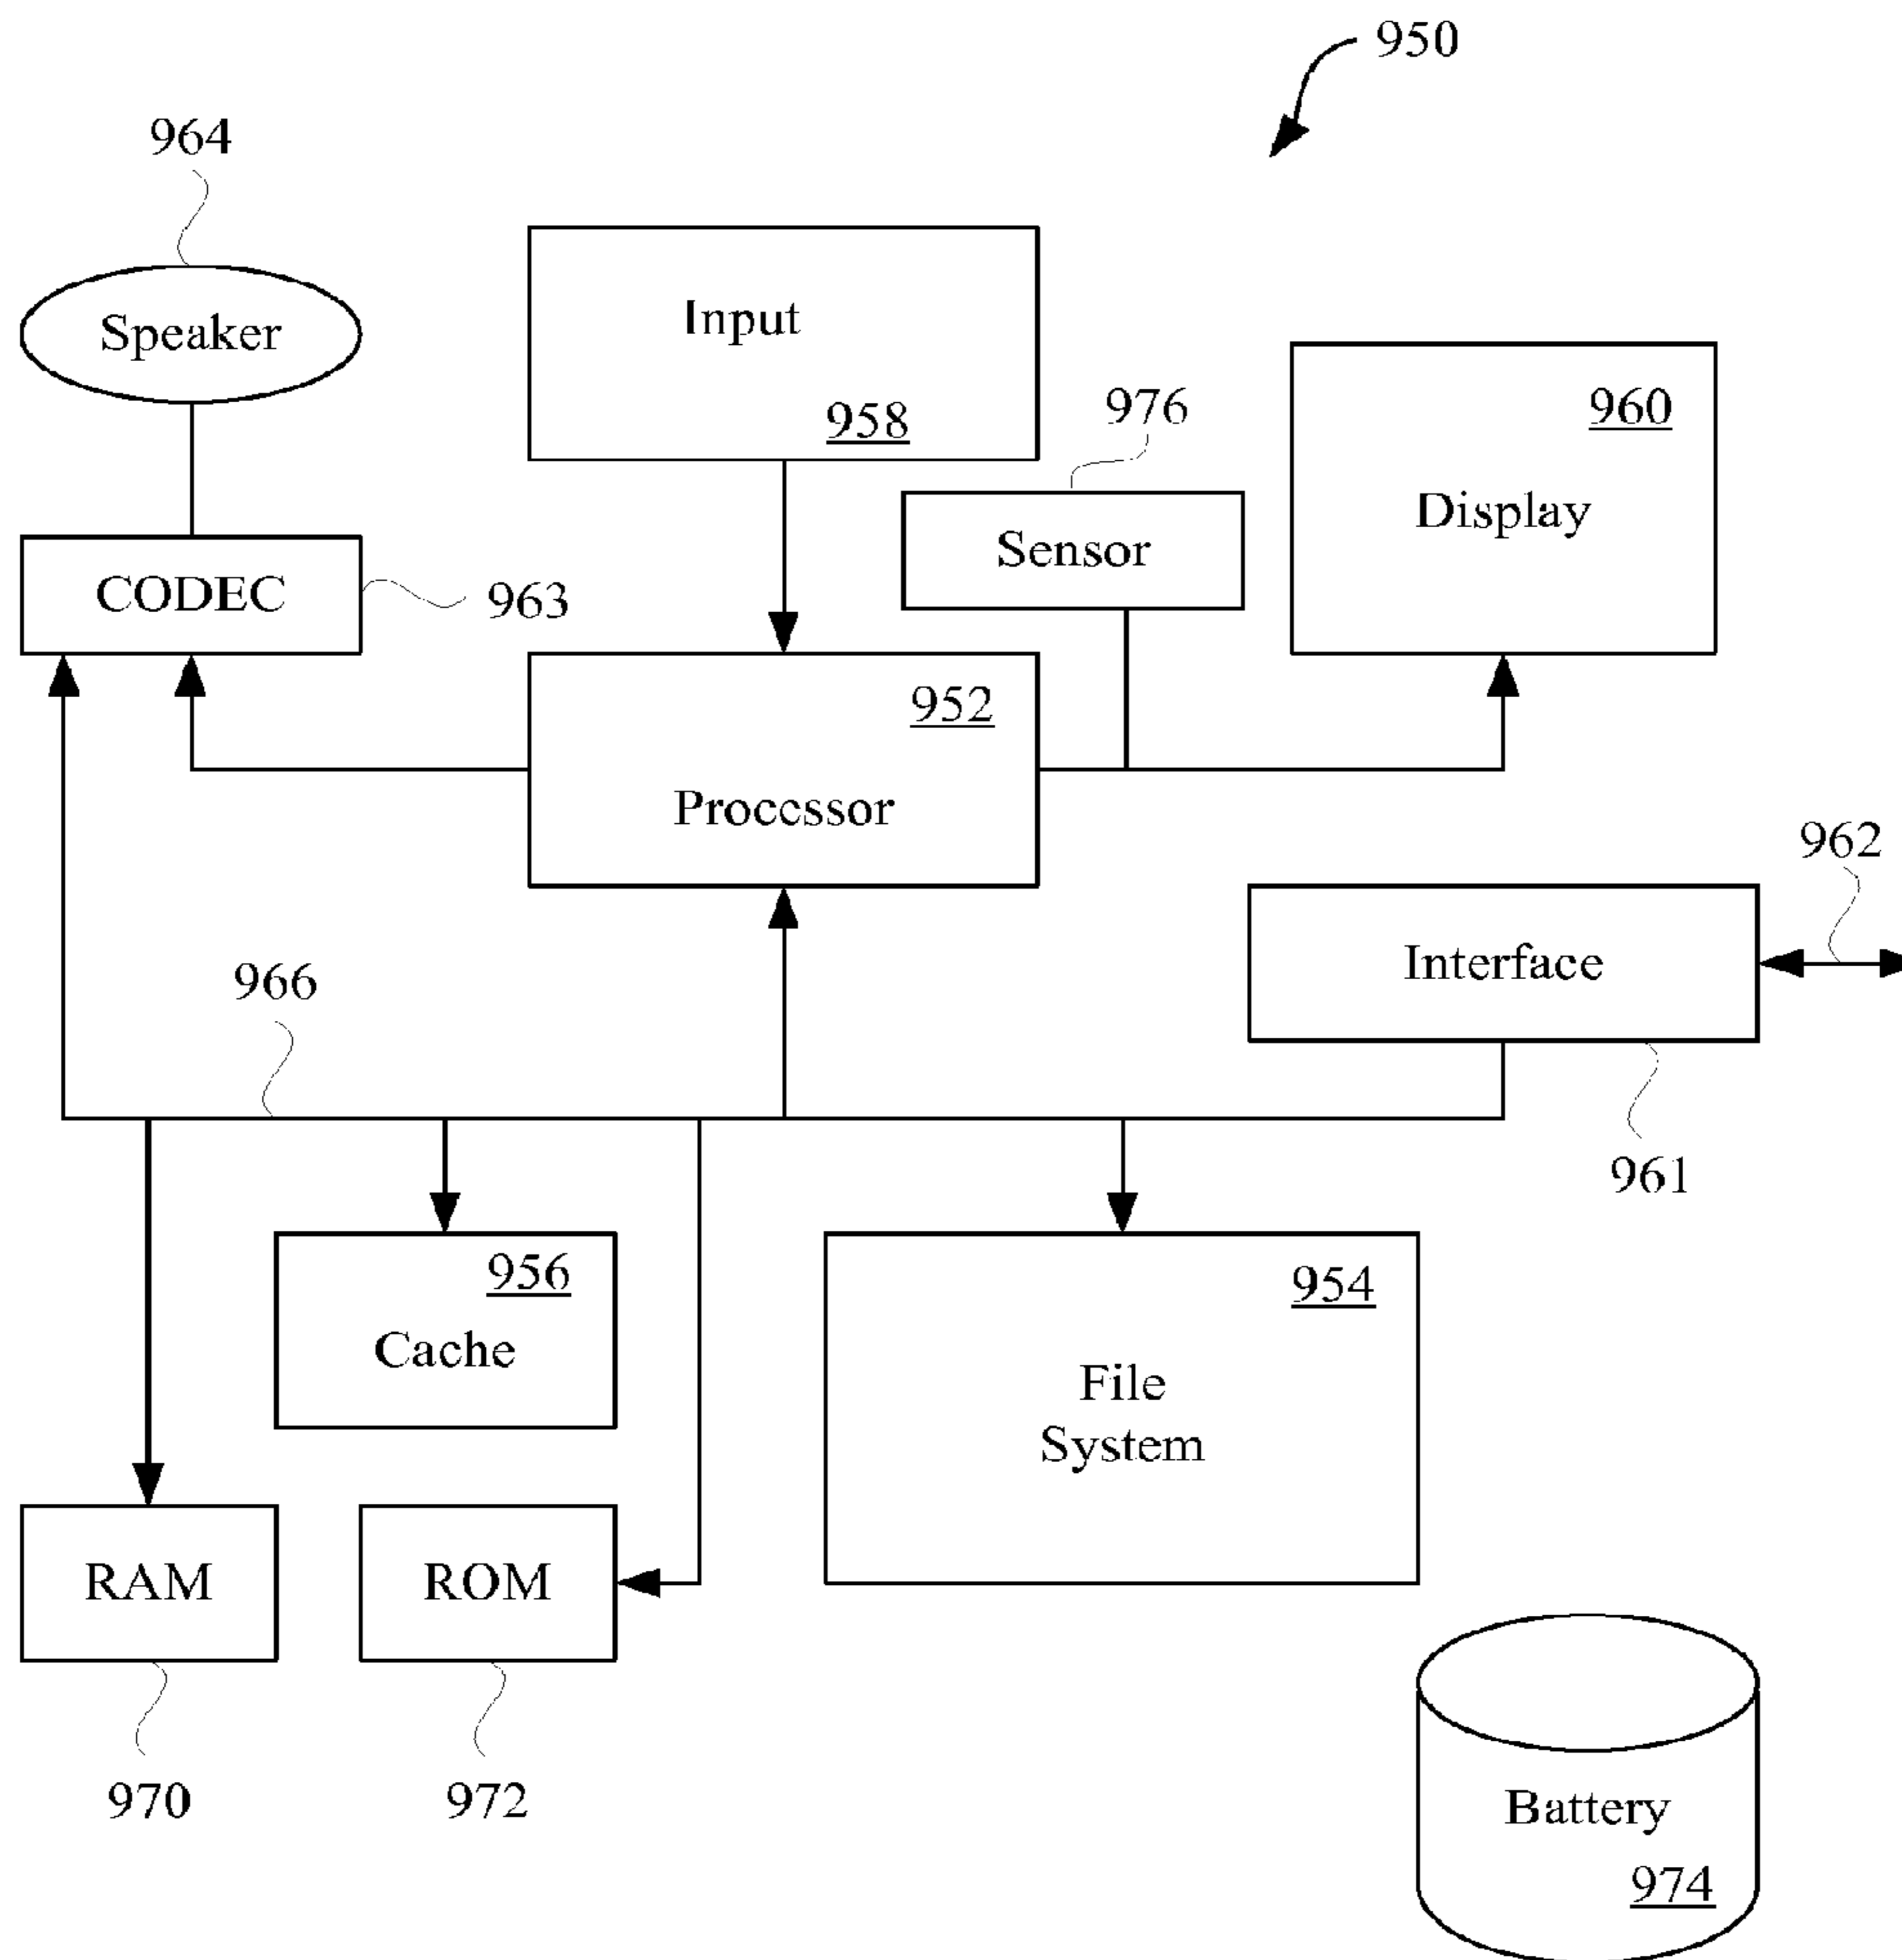 950
964
Speaker
Input
958
976
960
Display
Sensor
CODEC
963
952
Processor
962
Interface
966
961
956
Cache
954
File
System
RAM
ROM
970
972
Battery
974